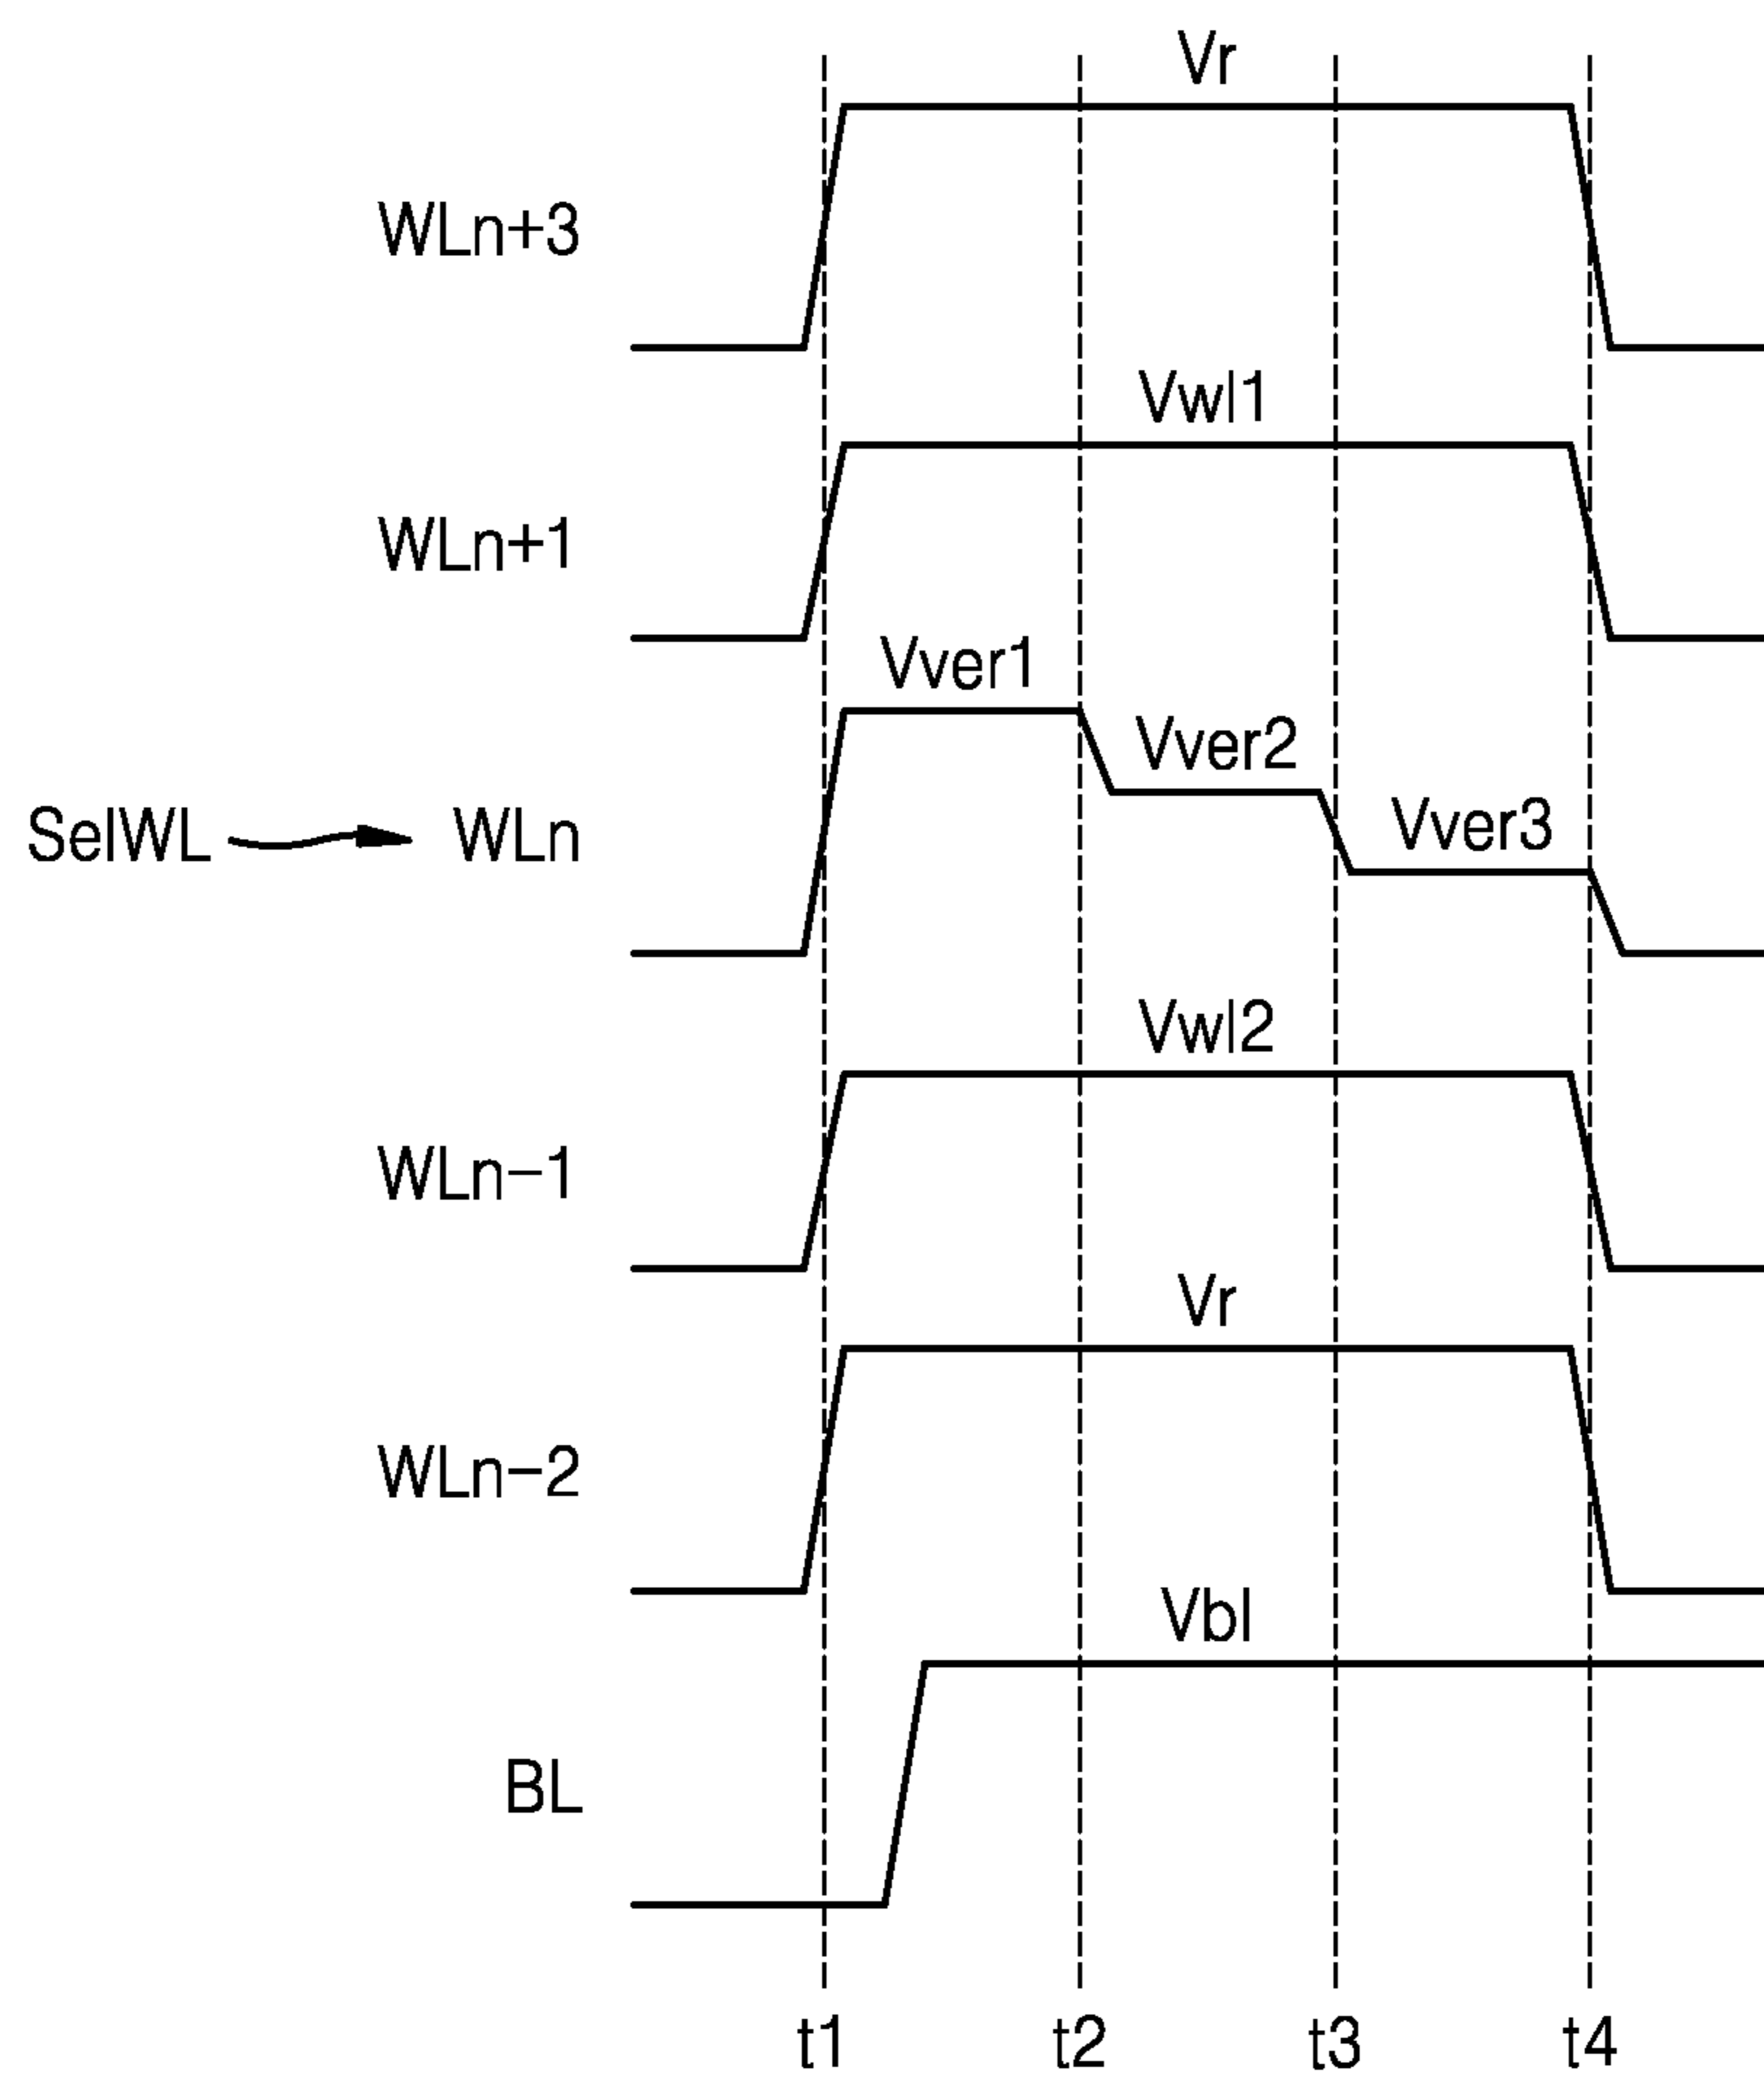 Vr
WLn+3
Vwl1
WLn+1
Vver1
Vver2
Vver3
SelWL WLn
Vwl2
WLn-1
Vr
WLn-2
Vbl
BL
t1 t2 t3 t4